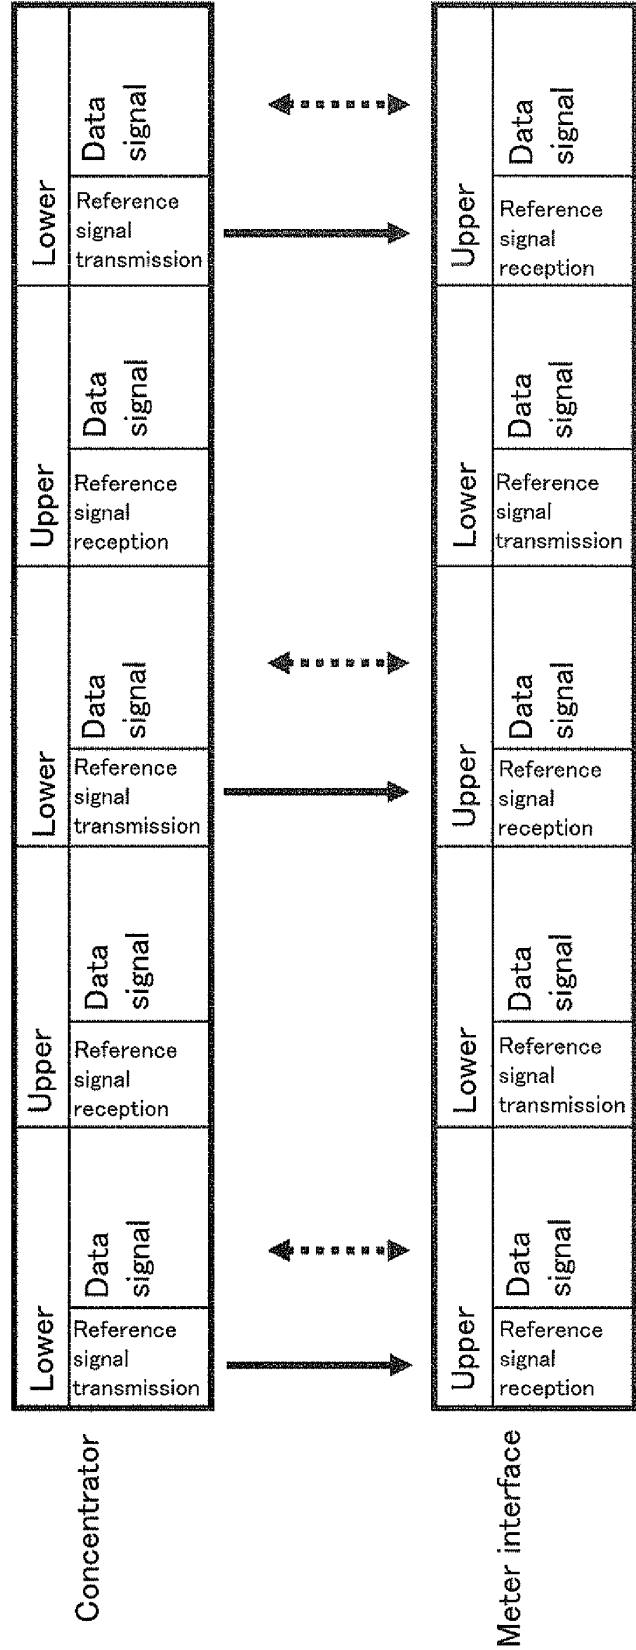 Concentrator
Lower
Reference
signal
transmission
Data
signal
Upper
Reference
signal
reception
Data
signal
Lower
Reference
signal
transmission
Data
signal
Upper
Reference
signal
reception
Data
signal
Lower
Reference
signal
transmission
Data
signal
Meter interface
Upper
Reference
signal
reception
Data
signal
Lower
Reference
signal
transmission
Data
signal
Upper
Reference
signal
reception
Data
signal
Lower
Reference
signal
transmission
Data
signal
Upper
Reference
signal
reception
Data
signal